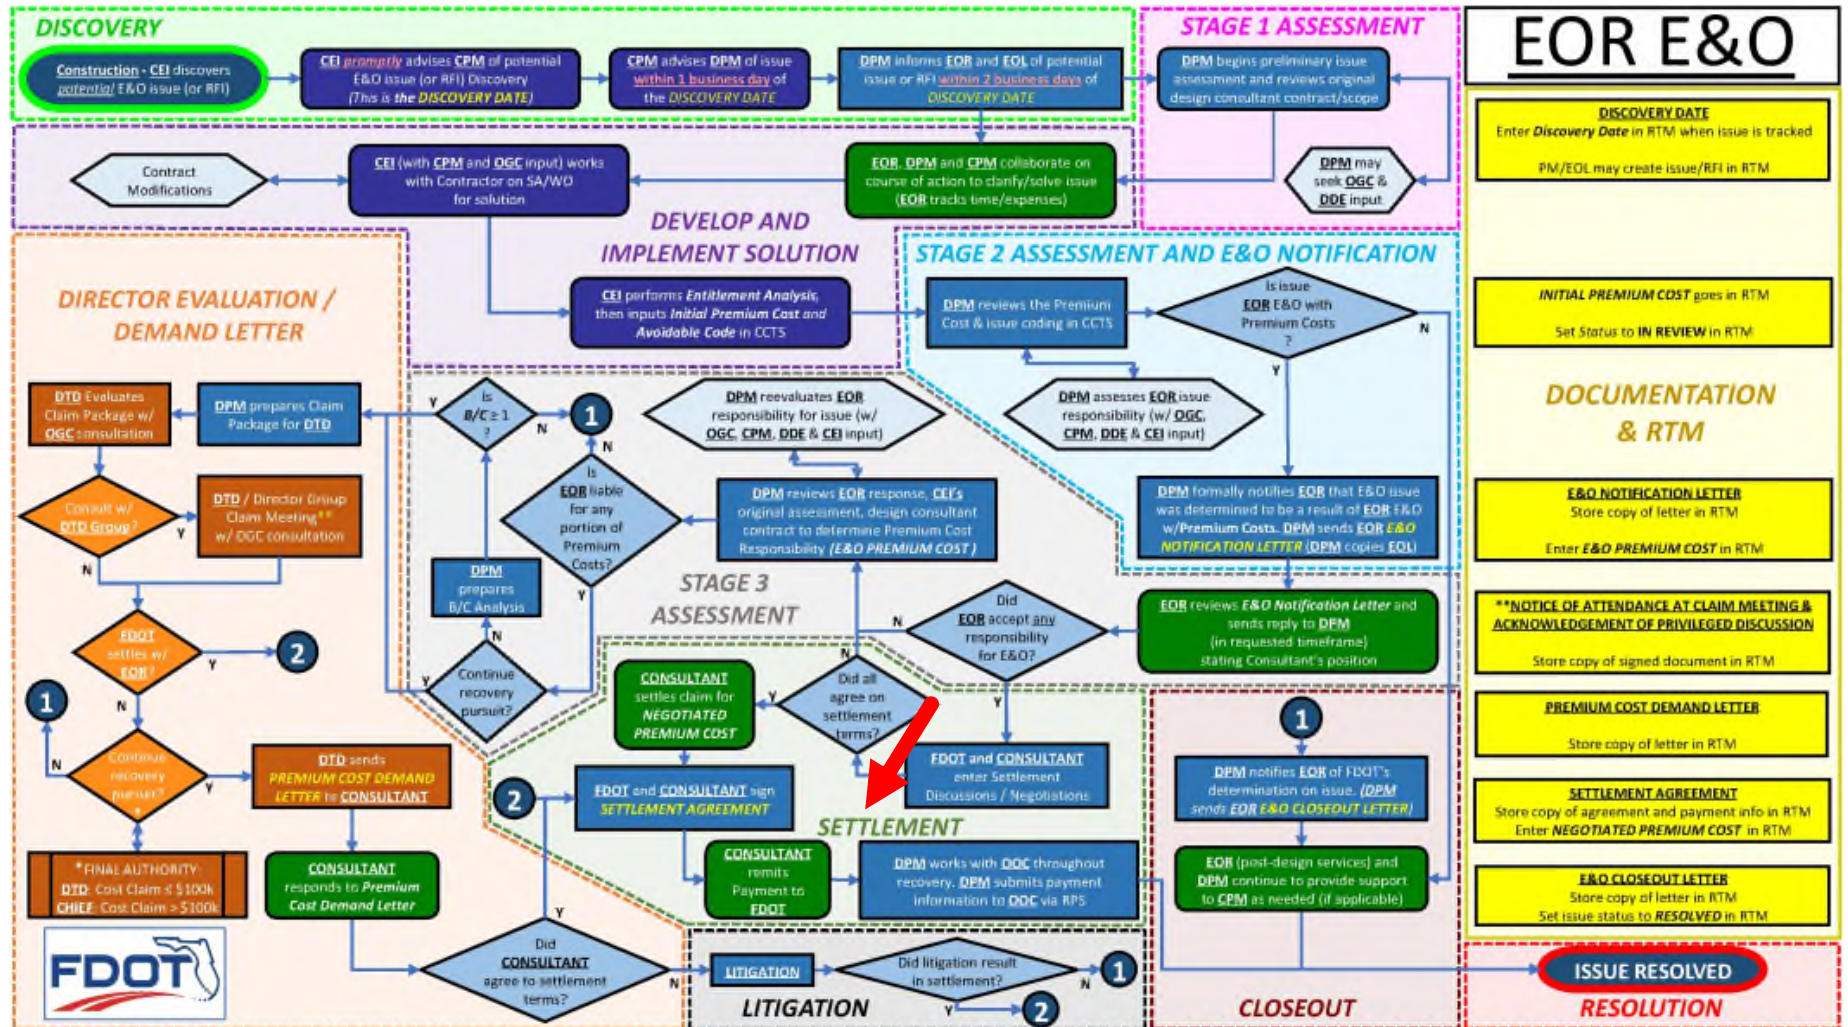 DISCOVERY
Construction - CEI discovers
potential E&O issue (or RFI)
CEI promptly advises CPM of potential
E&O issue (or RFI) Discovery
(This is the DISCOVERY DATE)
CPM advises DPM of issue
within 1 business day of
the DISCOVERY DATE
DPM informs EOR and EOL of potential
issue or RFI within 2 business days of
DISCOVERY DATE
STAGE 1 ASSESSMENT
DPM begins preliminary issue
assessment and reviews original
design consultant contract/scope
DPM may
seek OGC &
DDE input
Contract
Modifications
CEI (with CPM and OGC input) works
with Contractor on SA/WO
for solution
EOR, DPM and CPM collaborate on
course of action to clarify/solve issue
(EOR tracks time/expenses)
DEVELOP AND
IMPLEMENT SOLUTION
CEI performs Entitlement Analysis,
then inputs Initial Premium Cost and
Avoidable Code in CCTS
STAGE 2 ASSESSMENT AND E&O NOTIFICATION
DPM reviews the Premium
Cost & issue coding in CCTS
Is issue
EOR E&O with
Premium Costs
?
N
Y
DPM assesses EOR issue
responsibility (w/ OGC,
CPM, DDE & CEI input)
DPM formally notifies EOR that E&O issue
was determined to be a result of EOR E&O
w/Premium Costs. DPM sends EOR E&O
NOTIFICATION LETTER (DPM copies EOL)
STAGE 3
ASSESSMENT
EOR reviews E&O Notification Letter and
sends reply to DPM
(in requested timeframe)
stating Consultant's position
Did
EOR accept any
responsibility
for E&O?
N
Y
DPM reviews EOR response, CEI's
original assessment, design consultant
contract to determine Premium Cost
Responsibility (E&O PREMIUM COST)
DPM reevaluates EOR
responsibility for issue (w/
OGC, CPM, DDE & CEI input)
Is
EOR liable
for any
portion of
Premium
Costs?
N
Y
1
Continue
recovery
pursuit?
N
Y
DPM
prepares
B/C Analysis
Is
B/C ≥ 1
?
Y
N
DIRECTOR EVALUATION /
DEMAND LETTER
DPM prepares Claim
Package for DTD
DTD Evaluates
Claim Package w/
OGC consultation
Consult w/
DTD Group?
Y
N
DTD / Director Group
Claim Meeting**
w/ OGC consultation
FDOT
settles w/
EOR?
Y
N
2
1
Continue
recovery
pursuit?
*
N
Y
*FINAL AUTHORITY:
DTD: Cost Claim ≤ $100k
CHIEF: Cost Claim > $100k
DTD sends
PREMIUM COST DEMAND
LETTER to CONSULTANT
CONSULTANT
responds to Premium
Cost Demand Letter
Did
CONSULTANT
agree to settlement
terms?
Y
N
FDOT
SETTLEMENT
FDOT and CONSULTANT
enter Settlement
Discussions / Negotiations
Did all
agree on
settlement
terms?
N
Y
CONSULTANT
settles claim for
NEGOTIATED
PREMIUM COST
2
FDOT and CONSULTANT sign
SETTLEMENT AGREEMENT
CONSULTANT
remits
Payment to
FDOT
DPM works with OOC throughout
recovery. DPM submits payment
information to OOC via RPS
LITIGATION
Did litigation result
in settlement?
N
1
Y
2
LITIGATION
1
DPM notifies EOR of FDOT's
determination on issue. (DPM
sends EOR E&O CLOSEOUT LETTER)
EOR (post-design services) and
DPM continue to provide support
to CPM as needed (if applicable)
CLOSEOUT
EOR E&O
DISCOVERY DATE
Enter Discovery Date in RTM when issue is tracked
PM/EOL may create issue/RFI in RTM
INITIAL PREMIUM COST goes in RTM
Set Status to IN REVIEW in RTM
DOCUMENTATION
& RTM
E&O NOTIFICATION LETTER
Store copy of letter in RTM
Enter E&O PREMIUM COST in RTM
**NOTICE OF ATTENDANCE AT CLAIM MEETING &
ACKNOWLEDGEMENT OF PRIVILEGED DISCUSSION
Store copy of signed document in RTM
PREMIUM COST DEMAND LETTER
Store copy of letter in RTM
SETTLEMENT AGREEMENT
Store copy of agreement and payment info in RTM
Enter NEGOTIATED PREMIUM COST in RTM
E&O CLOSEOUT LETTER
Store copy of letter in RTM
Set issue status to RESOLVED in RTM
ISSUE RESOLVED
RESOLUTION